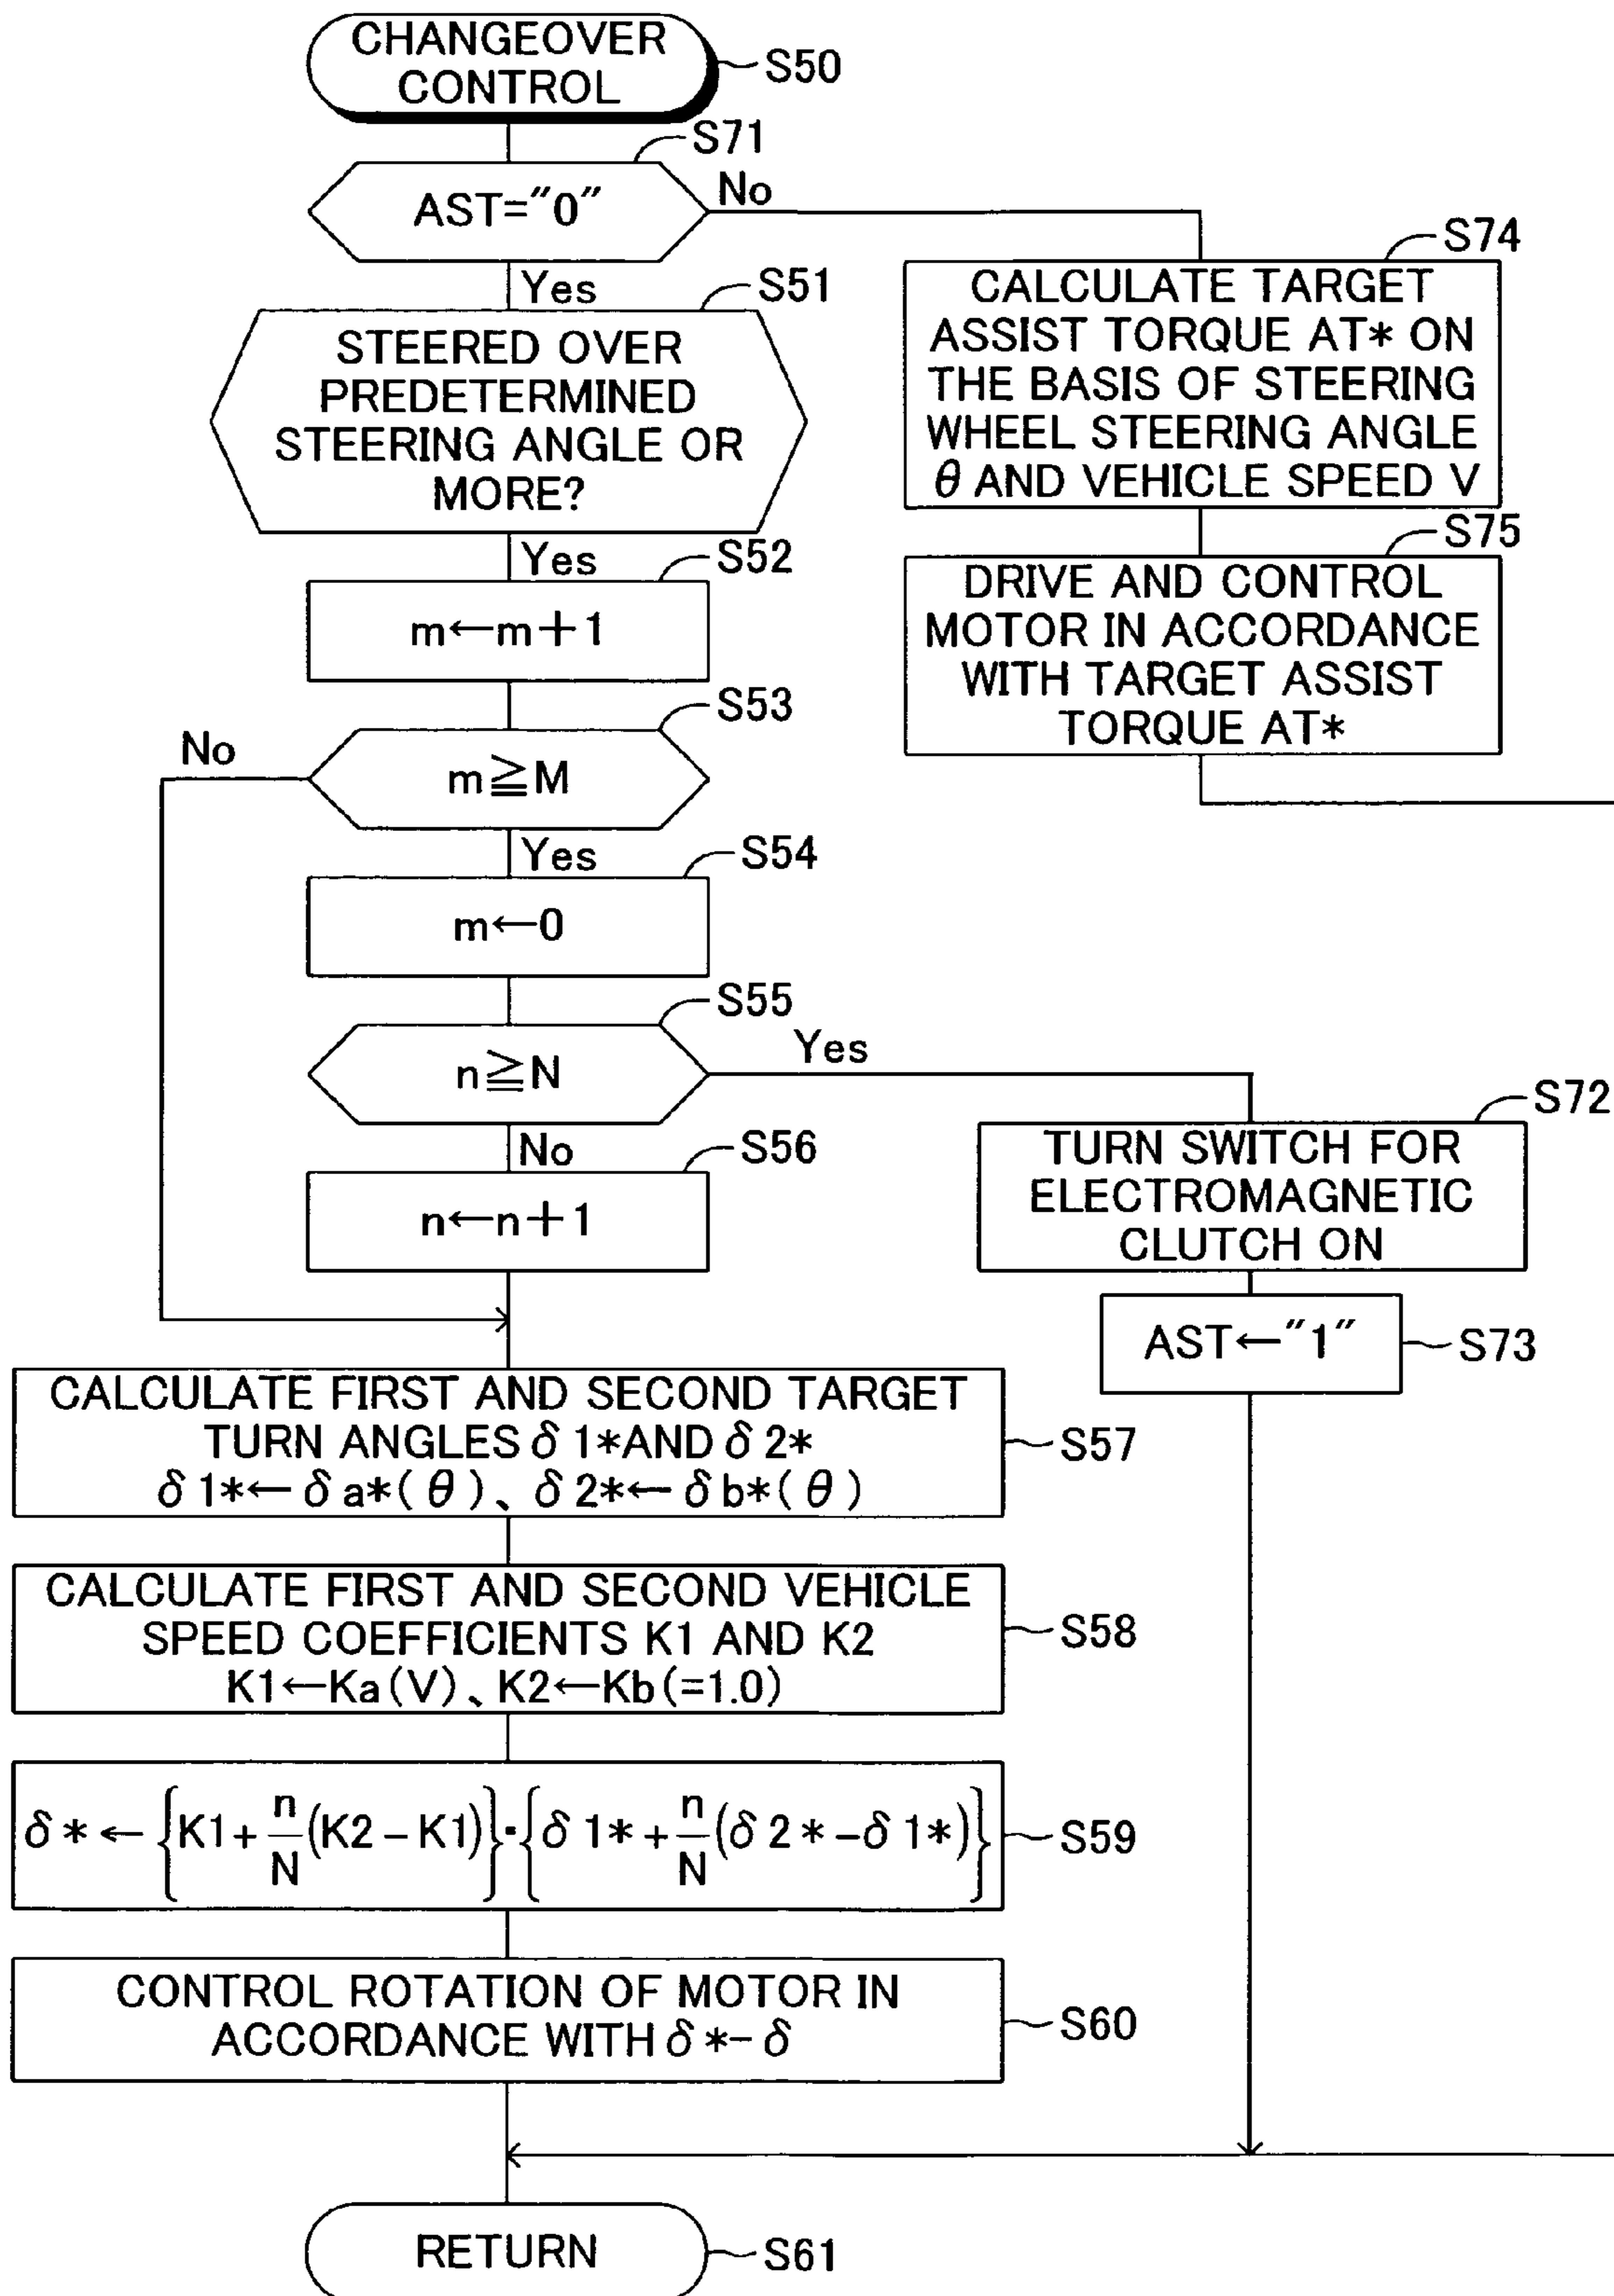 CHANGEOVER
CONTROL
S50
S71
AST="0"
No
Yes
S51
STEERED OVER
PREDETERMINED
STEERING ANGLE OR
MORE?
Yes
S52
m←m+1
S53
No
m≧M
Yes
S54
m←0
S55
n≧N
Yes
No
S56
n←n+1
S74
CALCULATE TARGET
ASSIST TORQUE AT* ON
THE BASIS OF STEERING
WHEEL STEERING ANGLE
θ AND VEHICLE SPEED V
S75
DRIVE AND CONTROL
MOTOR IN ACCORDANCE
WITH TARGET ASSIST
TORQUE AT*
S72
TURN SWITCH FOR
ELECTROMAGNETIC
CLUTCH ON
AST←"1"
S73
CALCULATE FIRST AND SECOND TARGET
TURN ANGLES δ 1*AND δ 2*
δ 1*←δ a*(θ)、δ 2*←δ b*(θ)
S57
CALCULATE FIRST AND SECOND VEHICLE
SPEED COEFFICIENTS K1 AND K2
K1←Ka(V)、K2←Kb(=1.0)
S58
δ*←{K1+n/N(K2-K1)}・{δ 1*+n/N(δ 2*-δ 1*)}
S59
CONTROL ROTATION OF MOTOR IN
ACCORDANCE WITH δ*-δ
S60
RETURN
S61